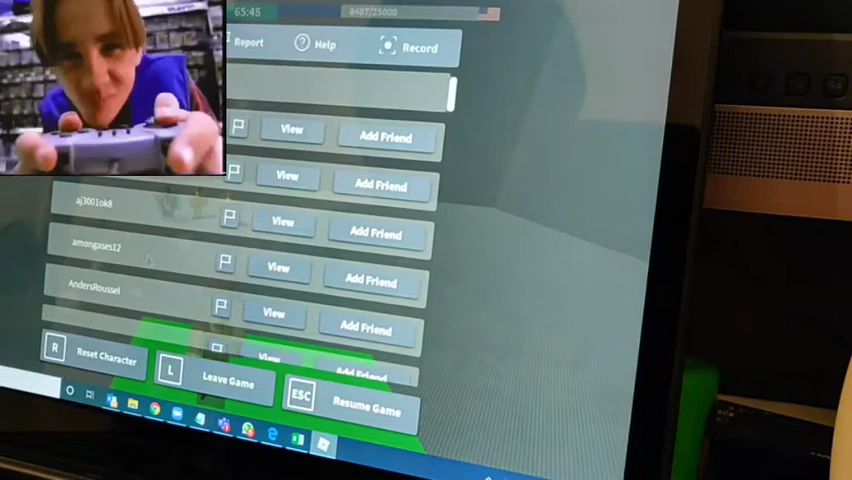 65:45 8407/25000
Report Help Record
View Add Friend
View Add Friend
aj3001ok8 View Add Friend
amongases12 View Add Friend
AndersRoussel View Add Friend
View Add Friend
R Reset Character L Leave Game ESC Resume Game